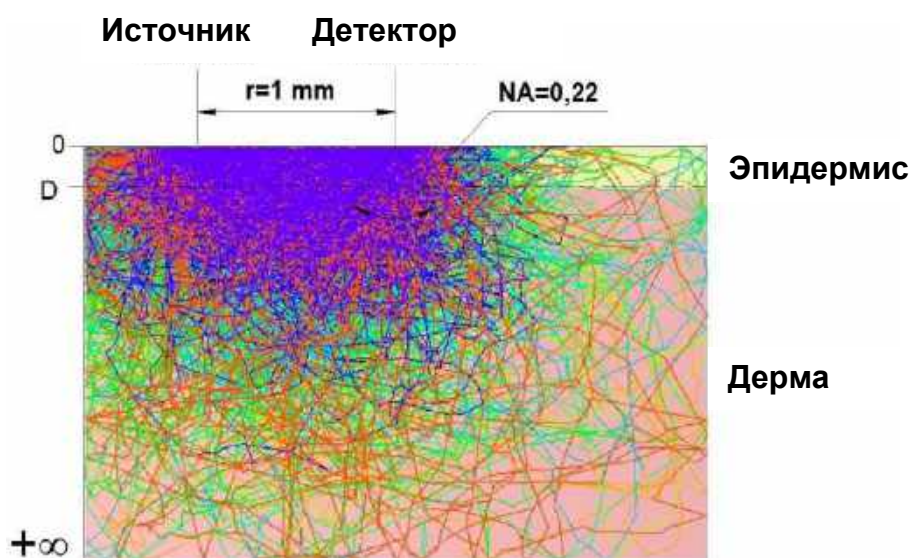 Источник Детектор
r=1 mm NA=0,22
0
D
Эпидермис
Дерма
+∞